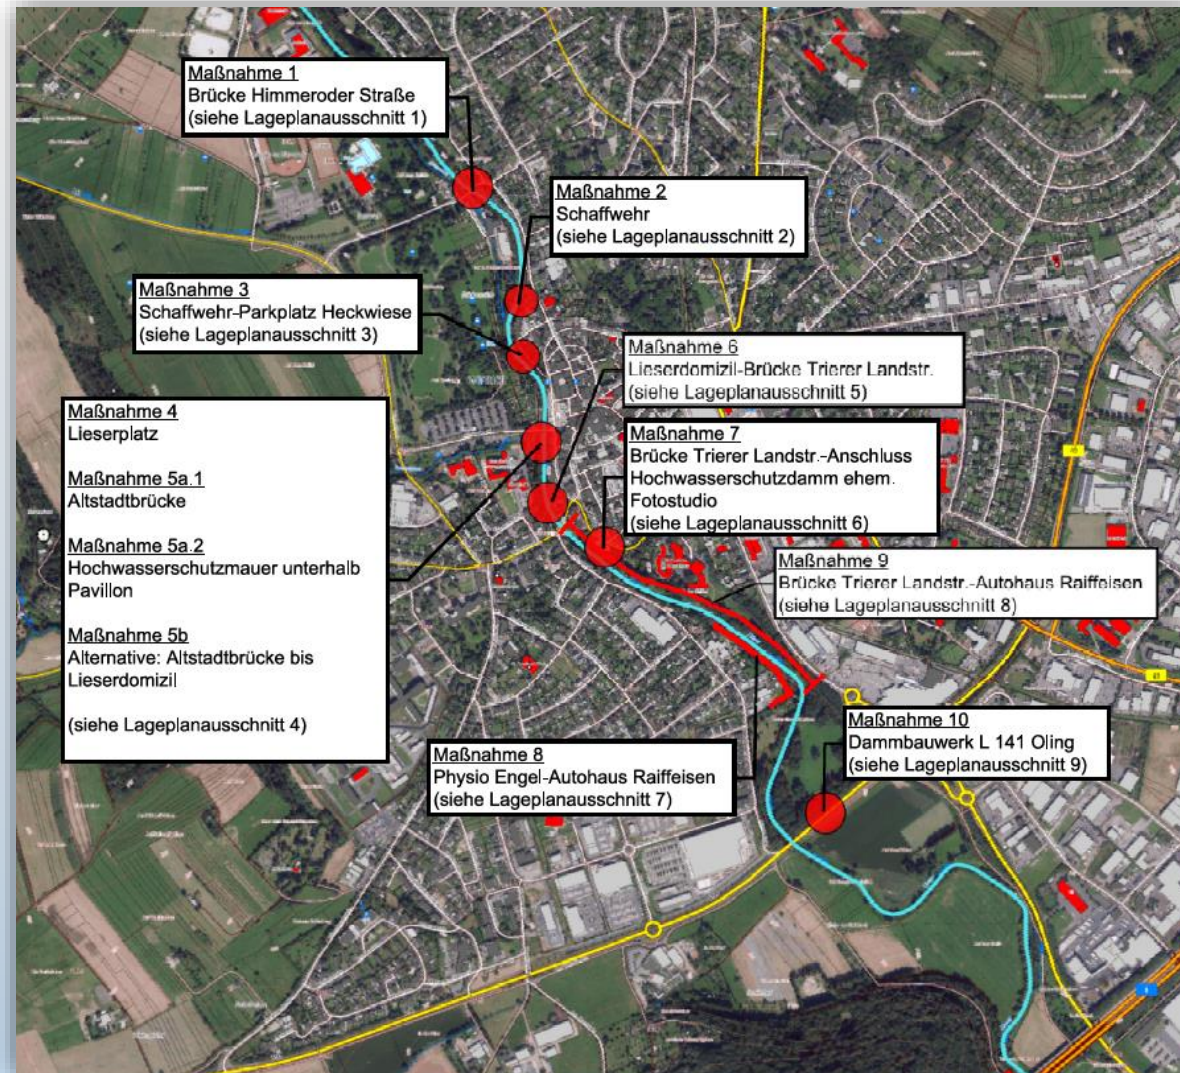 Maßnahme 1
Brücke Himmeroder Straße
(siehe Lageplanausschnitt 1)
Maßnahme 2
Schaffwehr
(siehe Lageplanausschnitt 2)
Maßnahme 3
Schaffwehr-Parkplatz Heckwiese
(siehe Lageplanausschnitt 3)
Maßnahme 6
Lieserdomizil-Brücke Trierer Landstr.
(siehe Lageplanausschnitt 5)
Maßnahme 4
Lieserplatz
Maßnahme 5a.1
Altstadtbrücke
Maßnahme 5a.2
Hochwasserschutzmauer unterhalb
Pavillon
Maßnahme 5b
Alternative: Altstadtbrücke bis
Lieserdomizil
(siehe Lageplanausschnitt 4)
Maßnahme 7
Brücke Trierer Landstr.-Anschluss
Hochwasserschutzdamm ehem.
Fotostudio
(siehe Lageplanausschnitt 6)
Maßnahme 9
Brücke Trierer Landstr.-Autohaus Raiffeisen
(siehe Lageplanausschnitt 8)
Maßnahme 8
Physio Engel-Autohaus Raiffeisen
(siehe Lageplanausschnitt 7)
Maßnahme 10
Dammbauwerk L 141 Oling
(siehe Lageplanausschnitt 9)